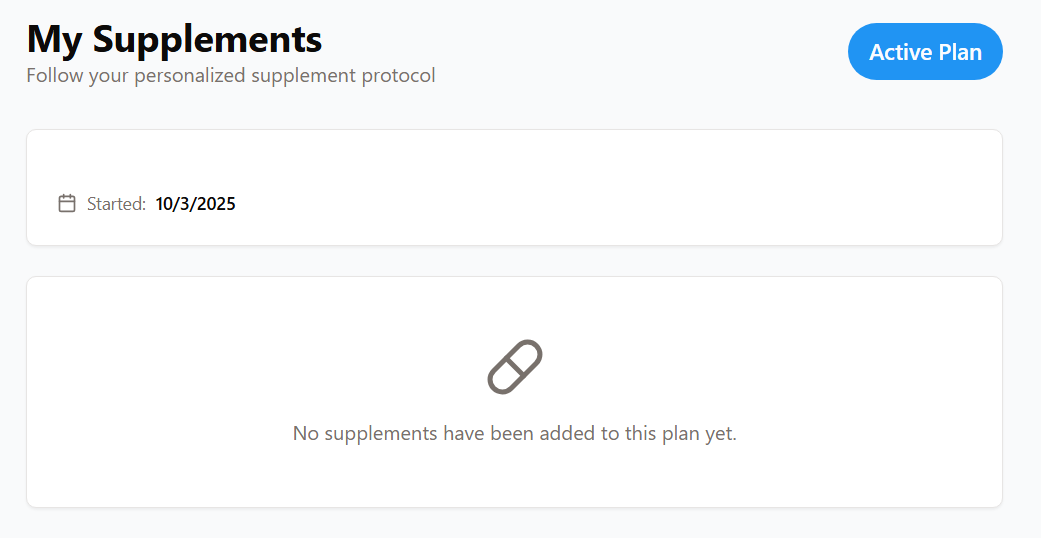 My Supplements
Follow your personalized supplement protocol
Active Plan
Started: 10/3/2025
No supplements have been added to this plan yet.